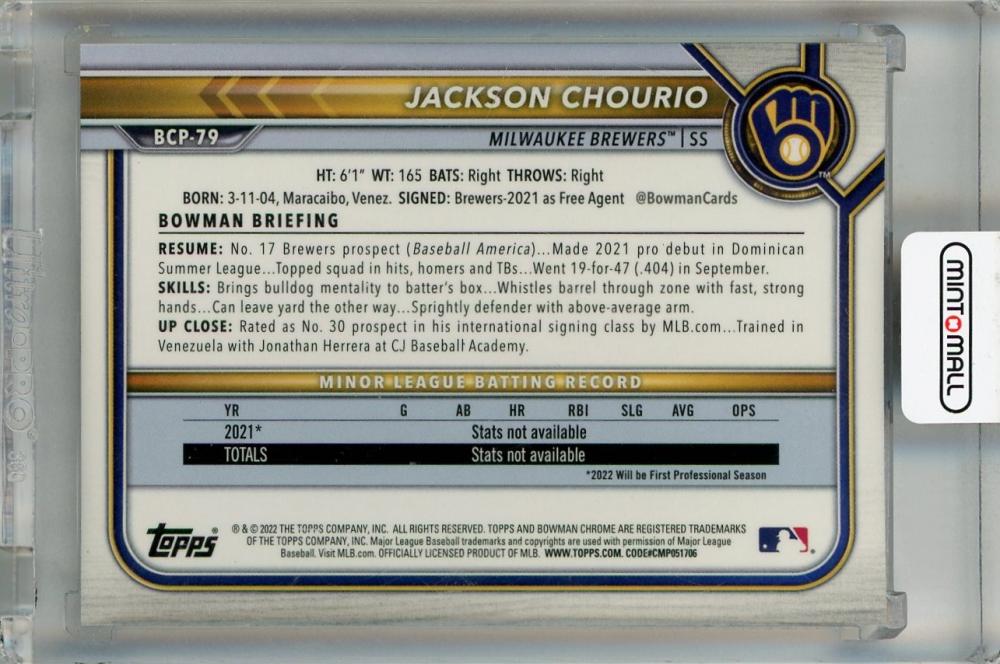 JACKSON CHOURIO
BCP-79
MILWAUKEE BREWERS™ | SS
TM
HT: 6'1" WT: 165 BATS: Right THROWS: Right
BORN: 3-11-04, Maracaibo, Venez. SIGNED: Brewers-2021 as Free Agent @BowmanCards
BOWMAN BRIEFING
RESUME: No. 17 Brewers prospect (Baseball America)...Made 2021 pro debut in Dominican
Summer League...Topped squad in hits, homers and TBs...Went 19-for-47 (.404) in September.
SKILLS: Brings bulldog mentality to batter's box...Whistles barrel through zone with fast, strong
hands...Can leave yard the other way...Sprightly defender with above-average arm.
UP CLOSE: Rated as No. 30 prospect in his international signing class by MLB.com...Trained in
Venezuela with Jonathan Herrera at CJ Baseball Academy.
MINOR LEAGUE BATTING RECORD
YR G AB HR RBI SLG AVG OPS
2021* Stats not available
TOTALS Stats not available
*2022 Will be First Professional Season
Topps®
® & © 2022 THE TOPPS COMPANY, INC. ALL RIGHTS RESERVED. TOPPS AND BOWMAN CHROME ARE REGISTERED TRADEMARKS
OF THE TOPPS COMPANY, INC. Major League Baseball trademarks and copyrights are used with permission of Major League
Baseball. Visit MLB.com. OFFICIALLY LICENSED PRODUCT OF MLB. WWW.TOPPS.COM. CODE#CMP051706
MINT MALL
Ultra PRO®